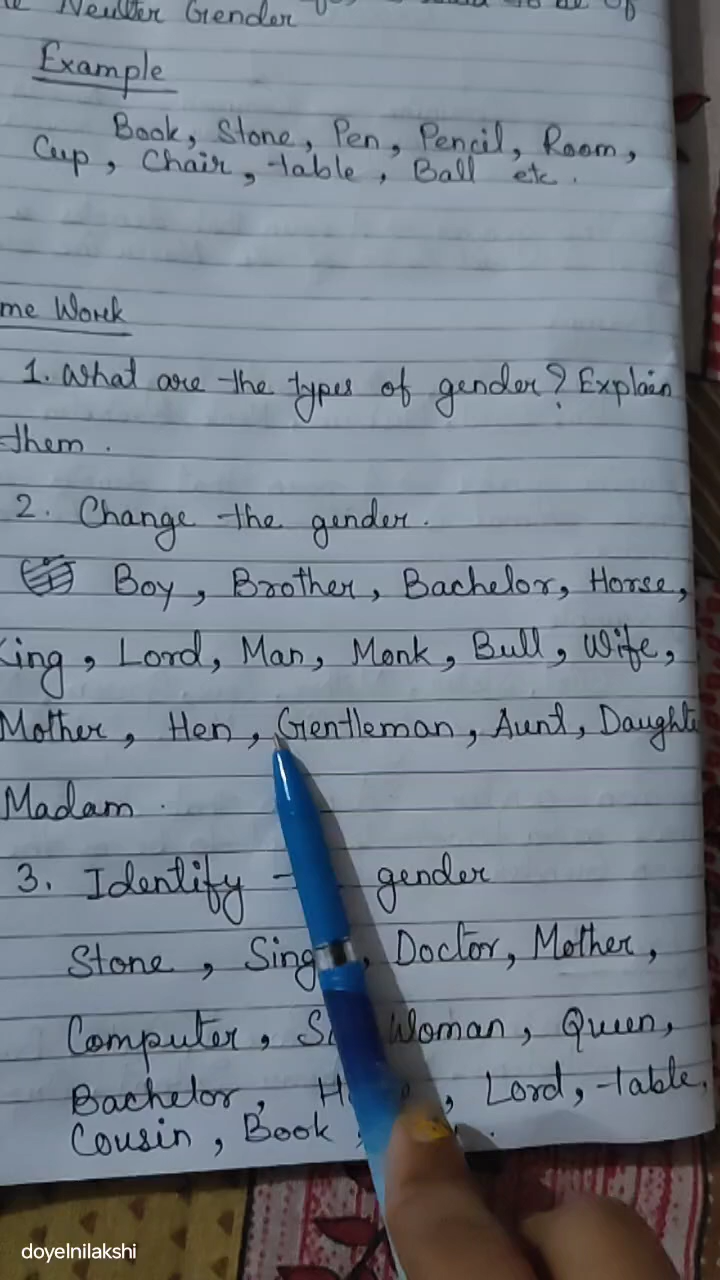 Neuter Gender
Example
Book, Stone, Pen, Pencil, Room,
Cup, Chair, table, Ball etc.
me Work
1. What are the types of gender? Explain
them.
2. Change the gender.
Boy, Brother, Bachelor, Horse,
King, Lord, Man, Monk, Bull, Wife,
Mother, Hen, Gentleman, Aunt, Daughte
Madam.
3. Identify gender
Stone, Sing , Doctor, Mother,
Computer, Woman, Queen,
Bachelor, Lord, table,
Cousin, Book
doyelnilakshi